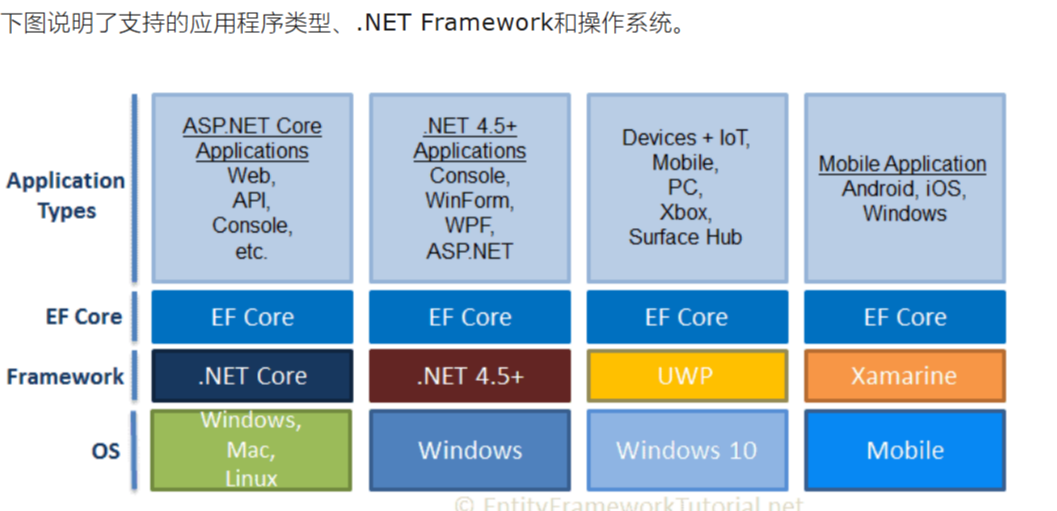 下图说明了支持的应用程序类型、.NET Framework和操作系统。
Application
Types
ASP.NET Core
Applications
Web,
API,
Console,
etc.
.NET 4.5+
Applications
Console,
WinForm,
WPF,
ASP.NET
Devices + IoT,
Mobile,
PC,
Xbox,
Surface Hub
Mobile Application
Android, iOS,
Windows
EF Core
EF Core
EF Core
EF Core
EF Core
Framework
.NET Core
.NET 4.5+
UWP
Xamarine
OS
Windows,
Mac,
Linux
Windows
Windows 10
Mobile
© EntityFrameworkTutorial.net